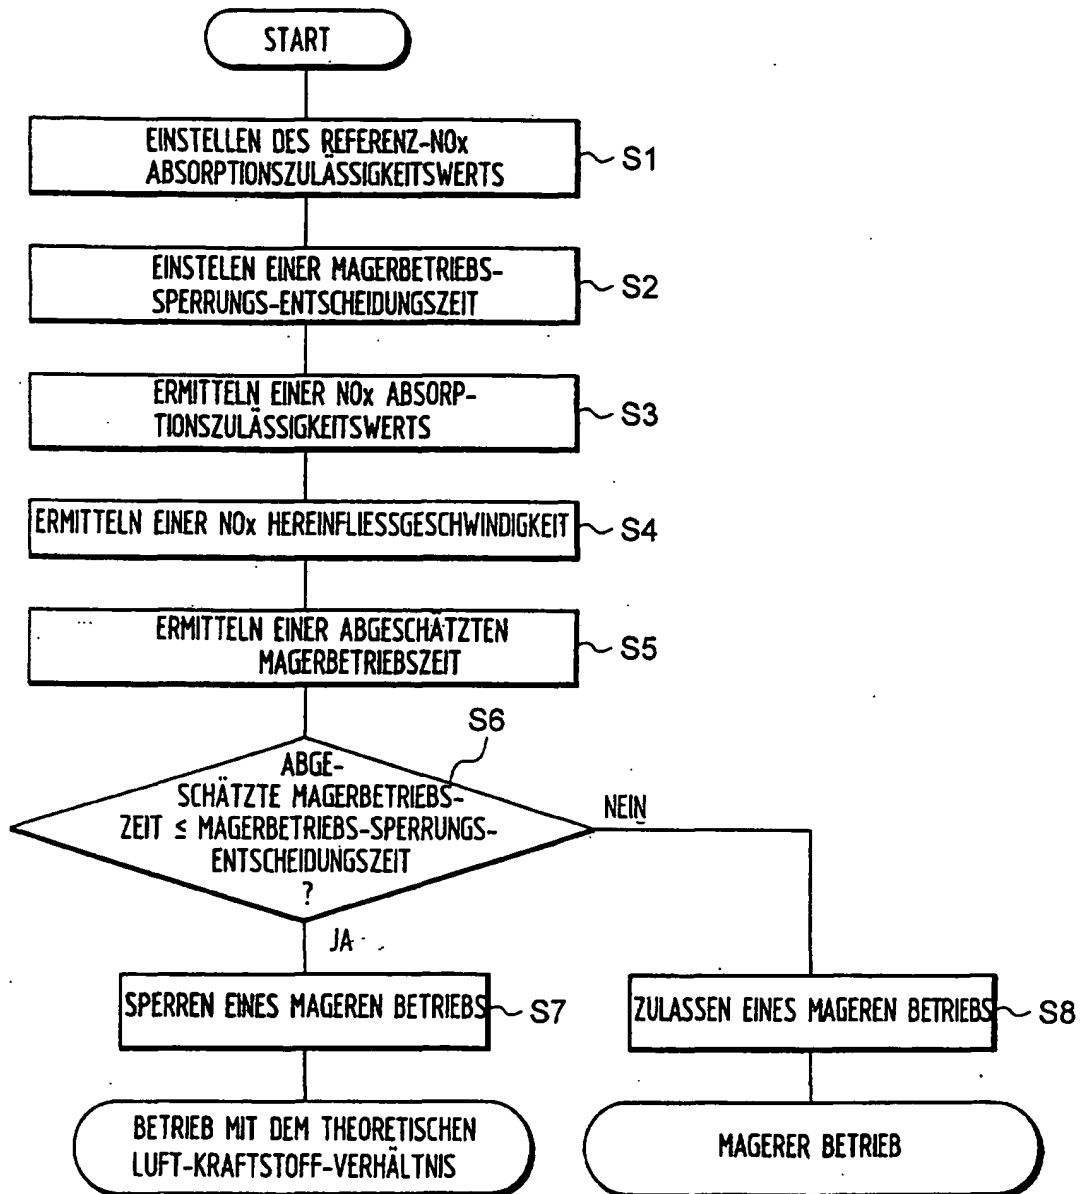 START
EINSTELLEN DES REFERENZ-NOx
ABSORPTIONSZULÄSSIGKEITSWERTS
S1
EINSTELEN EINER MAGERBETRIEBS-
SPERRUNGS-ENTSCHEIDUNGSZEIT
S2
ERMITTELN EINER NOx ABSORP-
TIONSZULÄSSIGKEITSWERTS
S3
ERMITTELN EINER NOx HEREINFLIESSGESCHWINDIGKEIT
S4
ERMITTELN EINER ABGESCHÄTZTEN
MAGERBETRIEBSZEIT
S5
S6
ABGE-
SCHÄTZTE MAGERBETRIEBS-
ZEIT ≤ MAGERBETRIEBS-SPERRUNGS-
ENTSCHEIDUNGSZEIT
?
NEIN
JA
SPERREN EINES MAGEREN BETRIEBS
S7
ZULASSEN EINES MAGEREN BETRIEBS
S8
BETRIEB MIT DEM THEORETISCHEN
LUFT-KRAFTSTOFF-VERHÄLTNIS
MAGERER BETRIEB